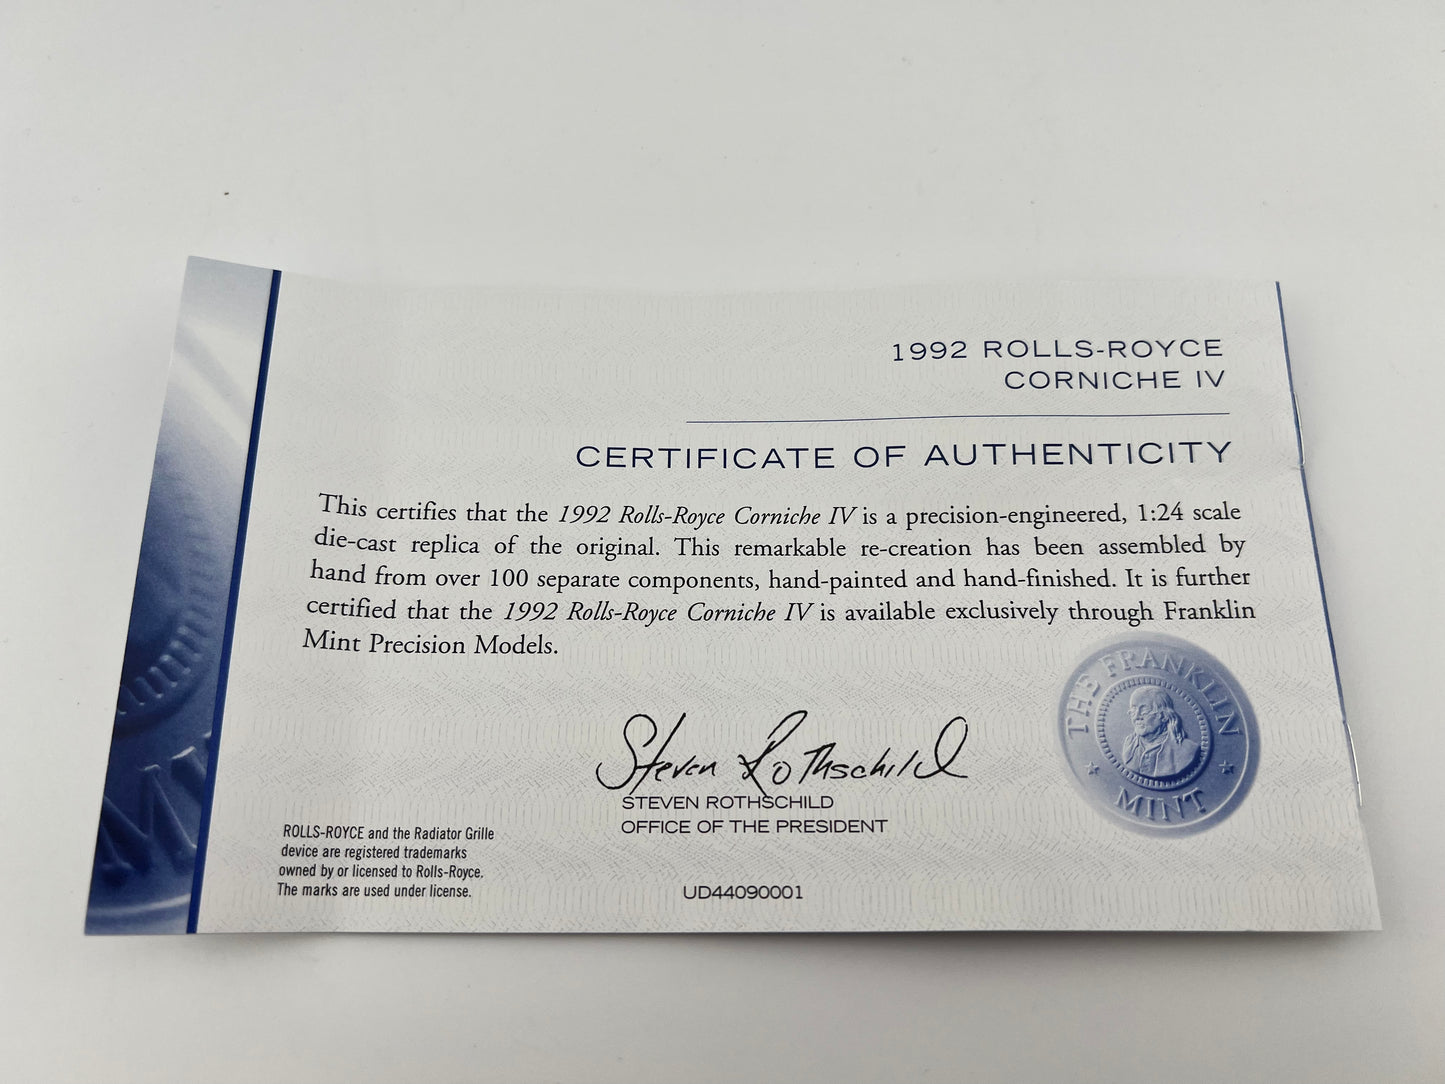 1992 ROLLS-ROYCE
CORNICHE IV
CERTIFICATE OF AUTHENTICITY
This certifies that the 1992 Rolls-Royce Corniche IV is a precision-engineered, 1:24 scale
die-cast replica of the original. This remarkable re-creation has been assembled by
hand from over 100 separate components, hand-painted and hand-finished. It is further
certified that the 1992 Rolls-Royce Corniche IV is available exclusively through Franklin
Mint Precision Models.
THE FRANKLIN
MINT
Steven Rothschild
STEVEN ROTHSCHILD
OFFICE OF THE PRESIDENT
ROLLS-ROYCE and the Radiator Grille
device are registered trademarks
owned by or licensed to Rolls-Royce.
The marks are used under license.
UD44090001